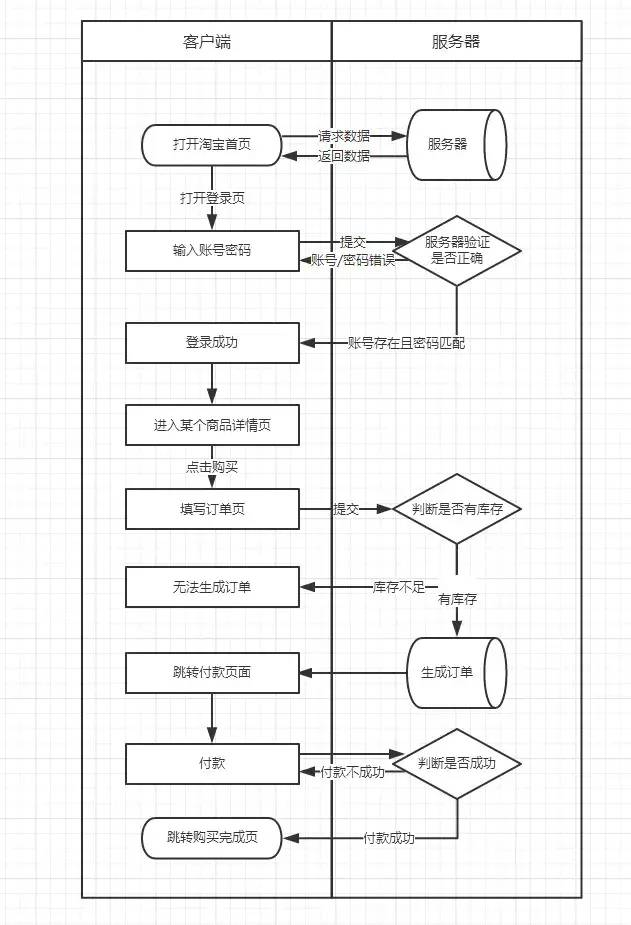 客户端
服务器
打开淘宝首页
请求数据
返回数据
服务器
打开登录页
输入账号密码
提交
账号/密码错误
服务器验证
是否正确
登录成功
账号存在且密码匹配
进入某个商品详情页
点击购买
填写订单页
提交
判断是否有库存
无法生成订单
库存不足
有库存
跳转付款页面
生成订单
付款
付款不成功
判断是否成功
跳转购买完成页
付款成功